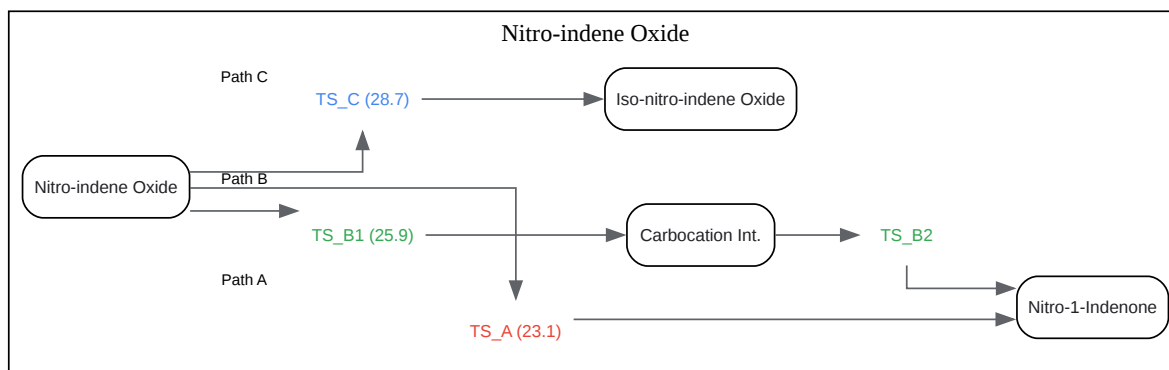 Nitro-indene Oxide
Path C
TS_C (28.7)
Iso-nitro-indene Oxide
Nitro-indene Oxide
Path B
TS_B1 (25.9)
Carbocation Int.
TS_B2
Path A
Nitro-1-Indenone
TS_A (23.1)